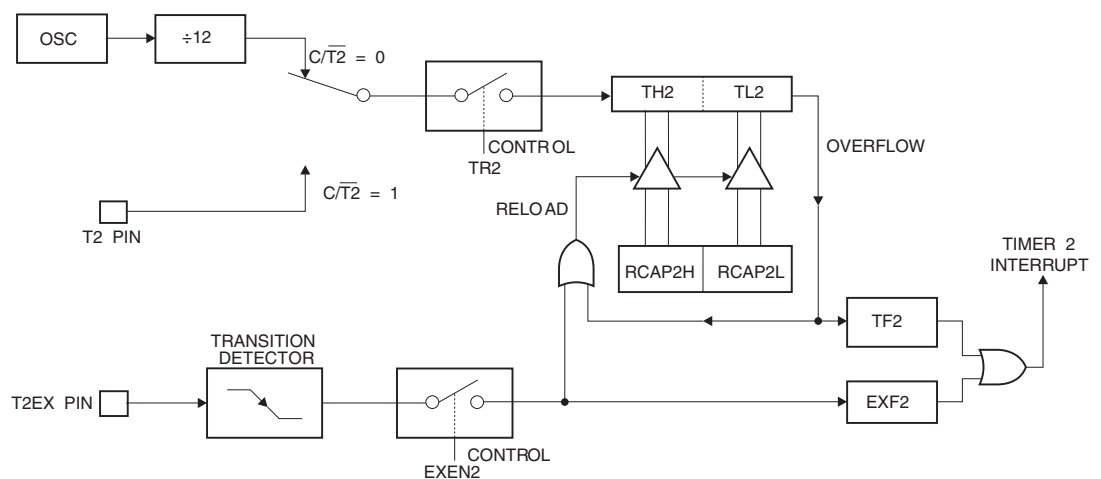 OSC
÷12
C/T2̅ = 0
TH2
TL2
CONTROL
TR2
OVERFLOW
C/T2̅ = 1
RELOAD
T2 PIN
TIMER 2
INTERRUPT
RCAP2H
RCAP2L
TF2
TRANSITION
DETECTOR
T2EX PIN
EXF2
CONTROL
EXEN2